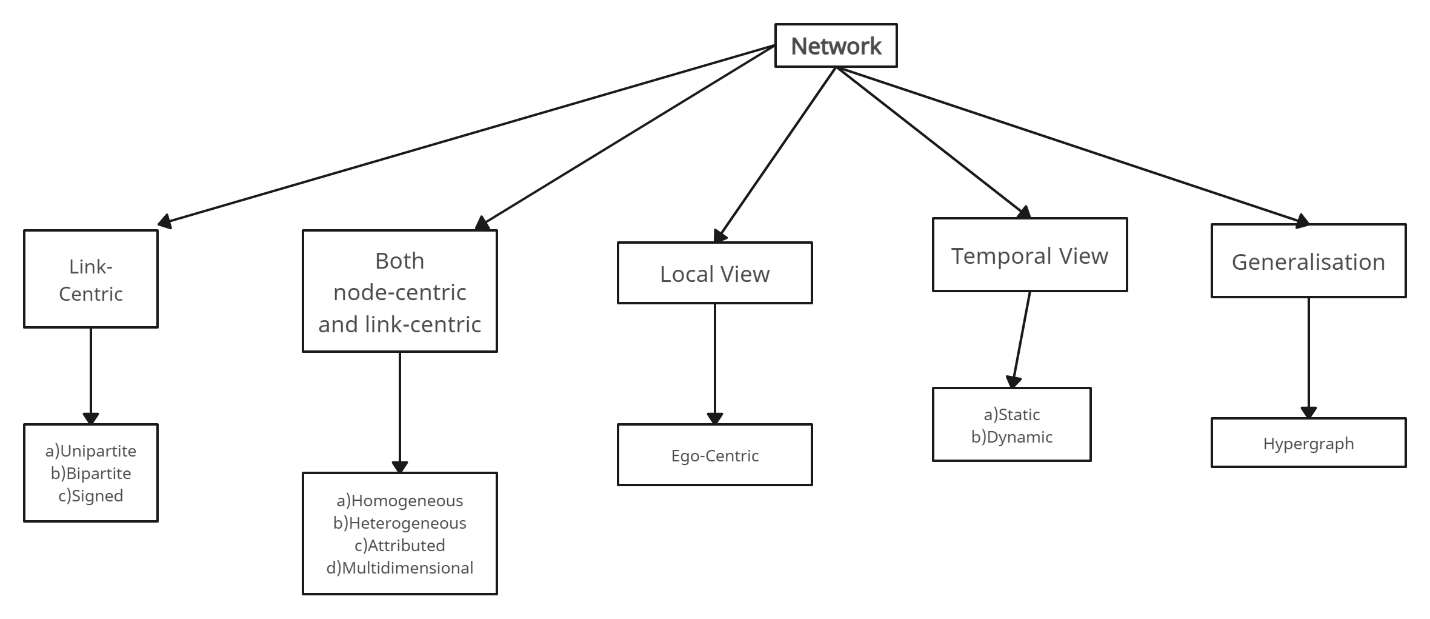 Network
Link-
Centric
Both
node-centric
and link-centric
Local View
Temporal View
Generalisation
a)Unipartite
b)Bipartite
c)Signed
a)Homogeneous
b)Heterogeneous
c)Attributed
d)Multidimensional
Ego-Centric
a)Static
b)Dynamic
Hypergraph